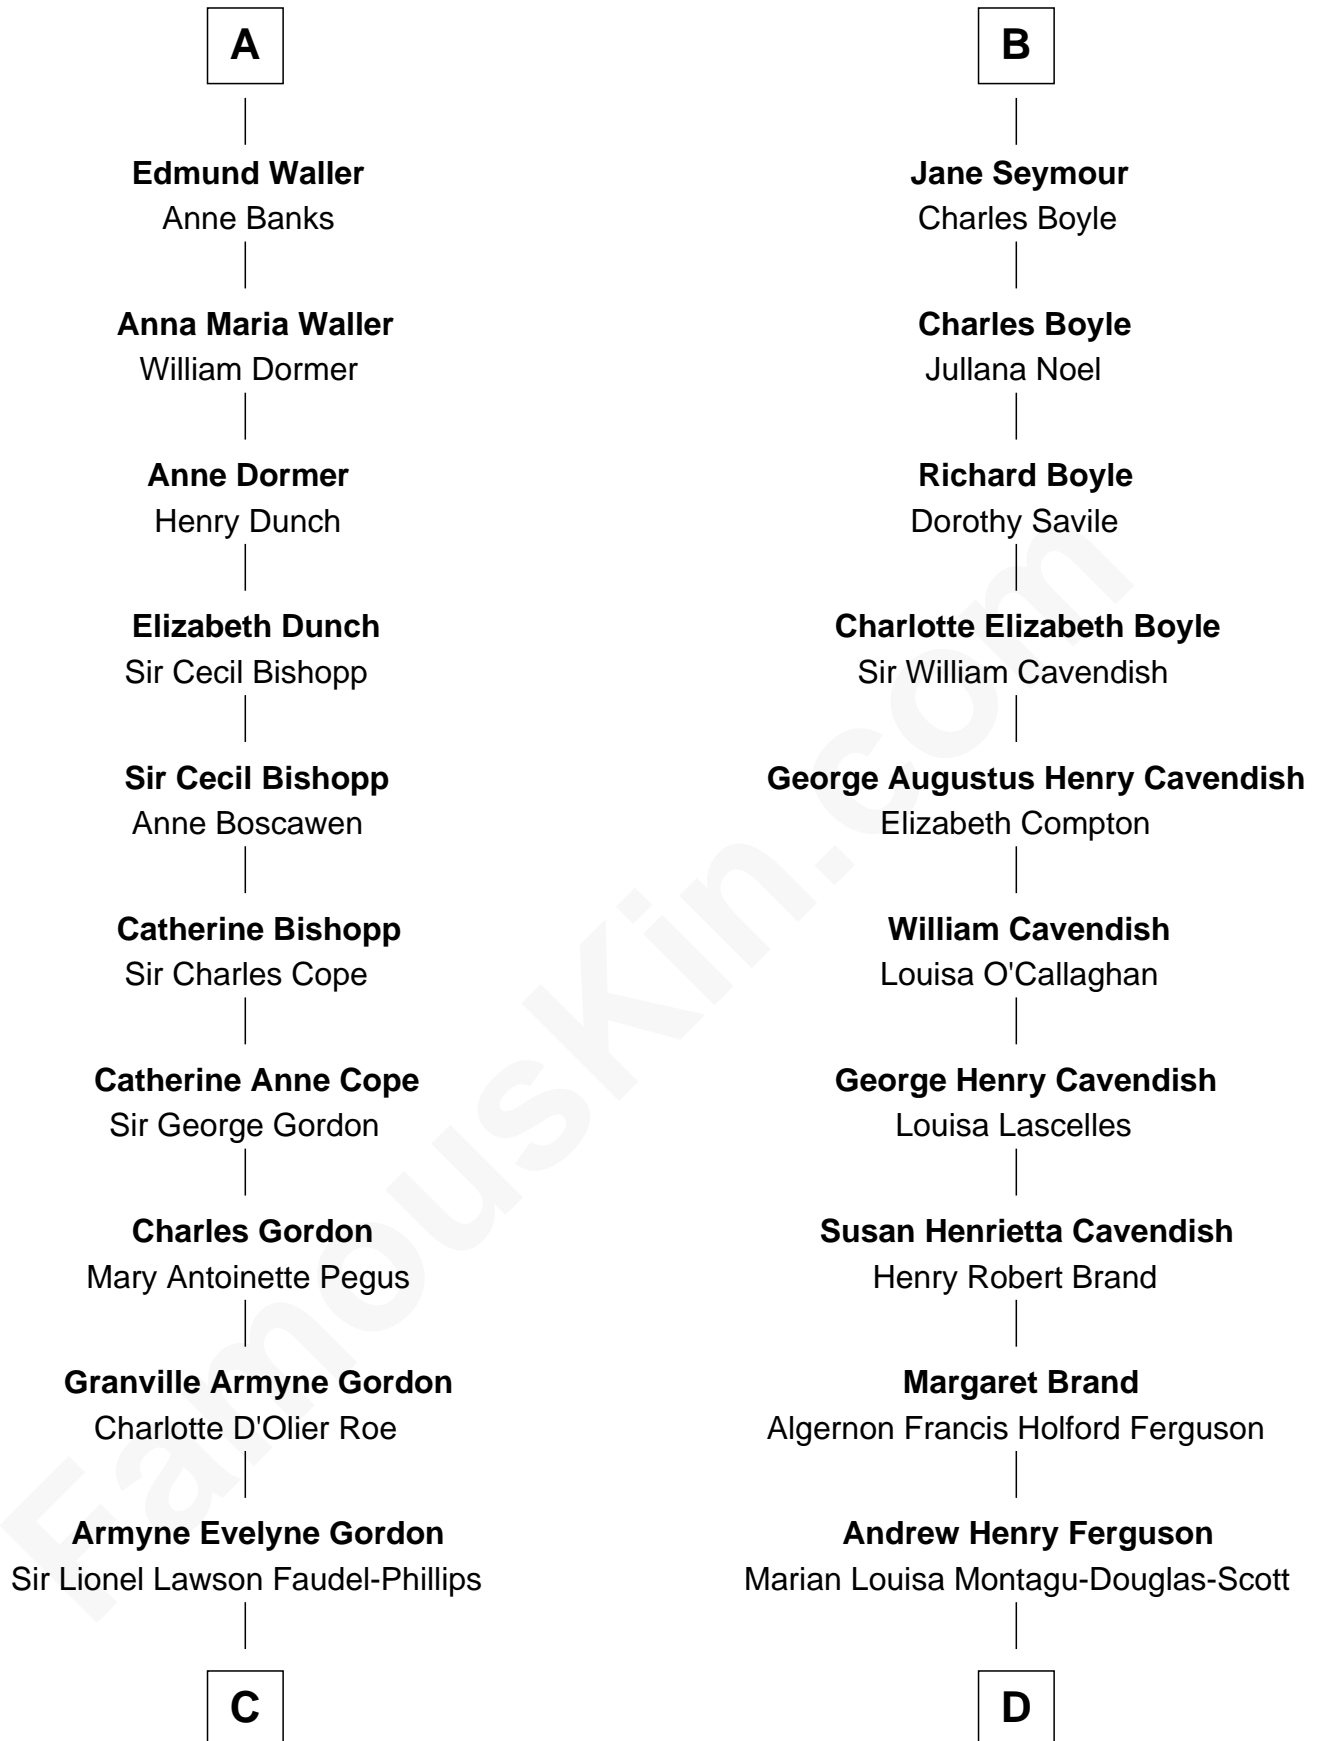 A
Edmund Waller
Anne Banks
Anna Maria Waller
William Dormer
Anne Dormer
Henry Dunch
Elizabeth Dunch
Sir Cecil Bishopp
Sir Cecil Bishopp
Anne Boscawen
Catherine Bishopp
Sir Charles Cope
Catherine Anne Cope
Sir George Gordon
Charles Gordon
Mary Antoinette Pegus
Granville Armyne Gordon
Charlotte D'Olier Roe
Armyne Evelyne Gordon
Sir Lionel Lawson Faudel-Phillips
C
B
Jane Seymour
Charles Boyle
Charles Boyle
Jullana Noel
Richard Boyle
Dorothy Savile
Charlotte Elizabeth Boyle
Sir William Cavendish
George Augustus Henry Cavendish
Elizabeth Compton
William Cavendish
Louisa O'Callaghan
George Henry Cavendish
Louisa Lascelles
Susan Henrietta Cavendish
Henry Robert Brand
Margaret Brand
Algernon Francis Holford Ferguson
Andrew Henry Ferguson
Marian Louisa Montagu-Douglas-Scott
D
FamousKin.com